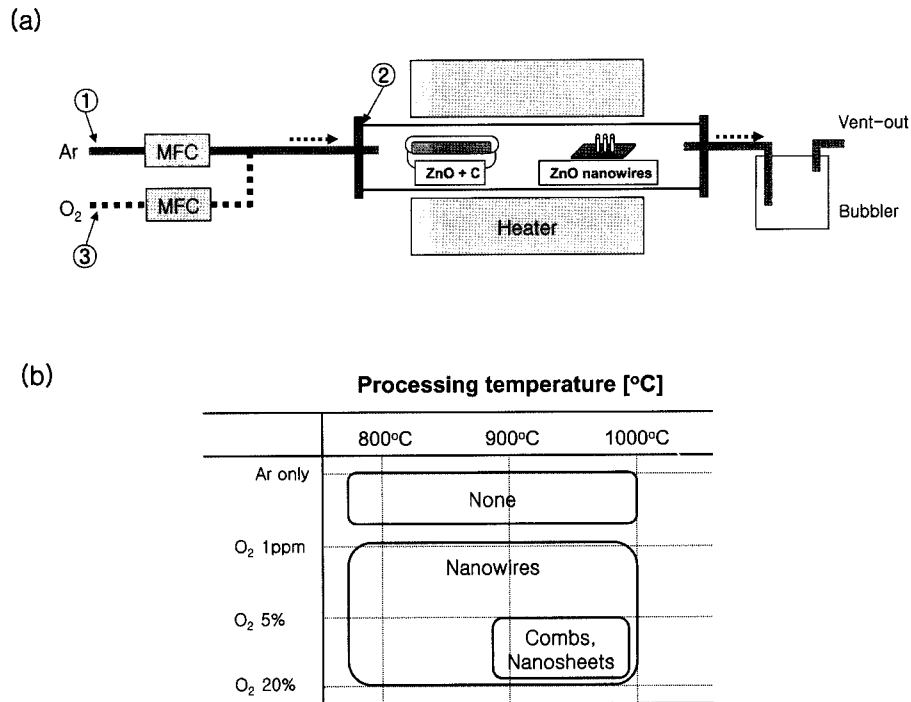 (a)
①
②
Ar
MFC
O₂
MFC
③
ZnO + C
ZnO nanowires
Heater
Vent-out
Bubbler
(b)
Processing temperature [°C]
800°C 900°C 1000°C
Ar only
None
O₂ 1ppm
Nanowires
O₂ 5%
Combs,
Nanosheets
O₂ 20%